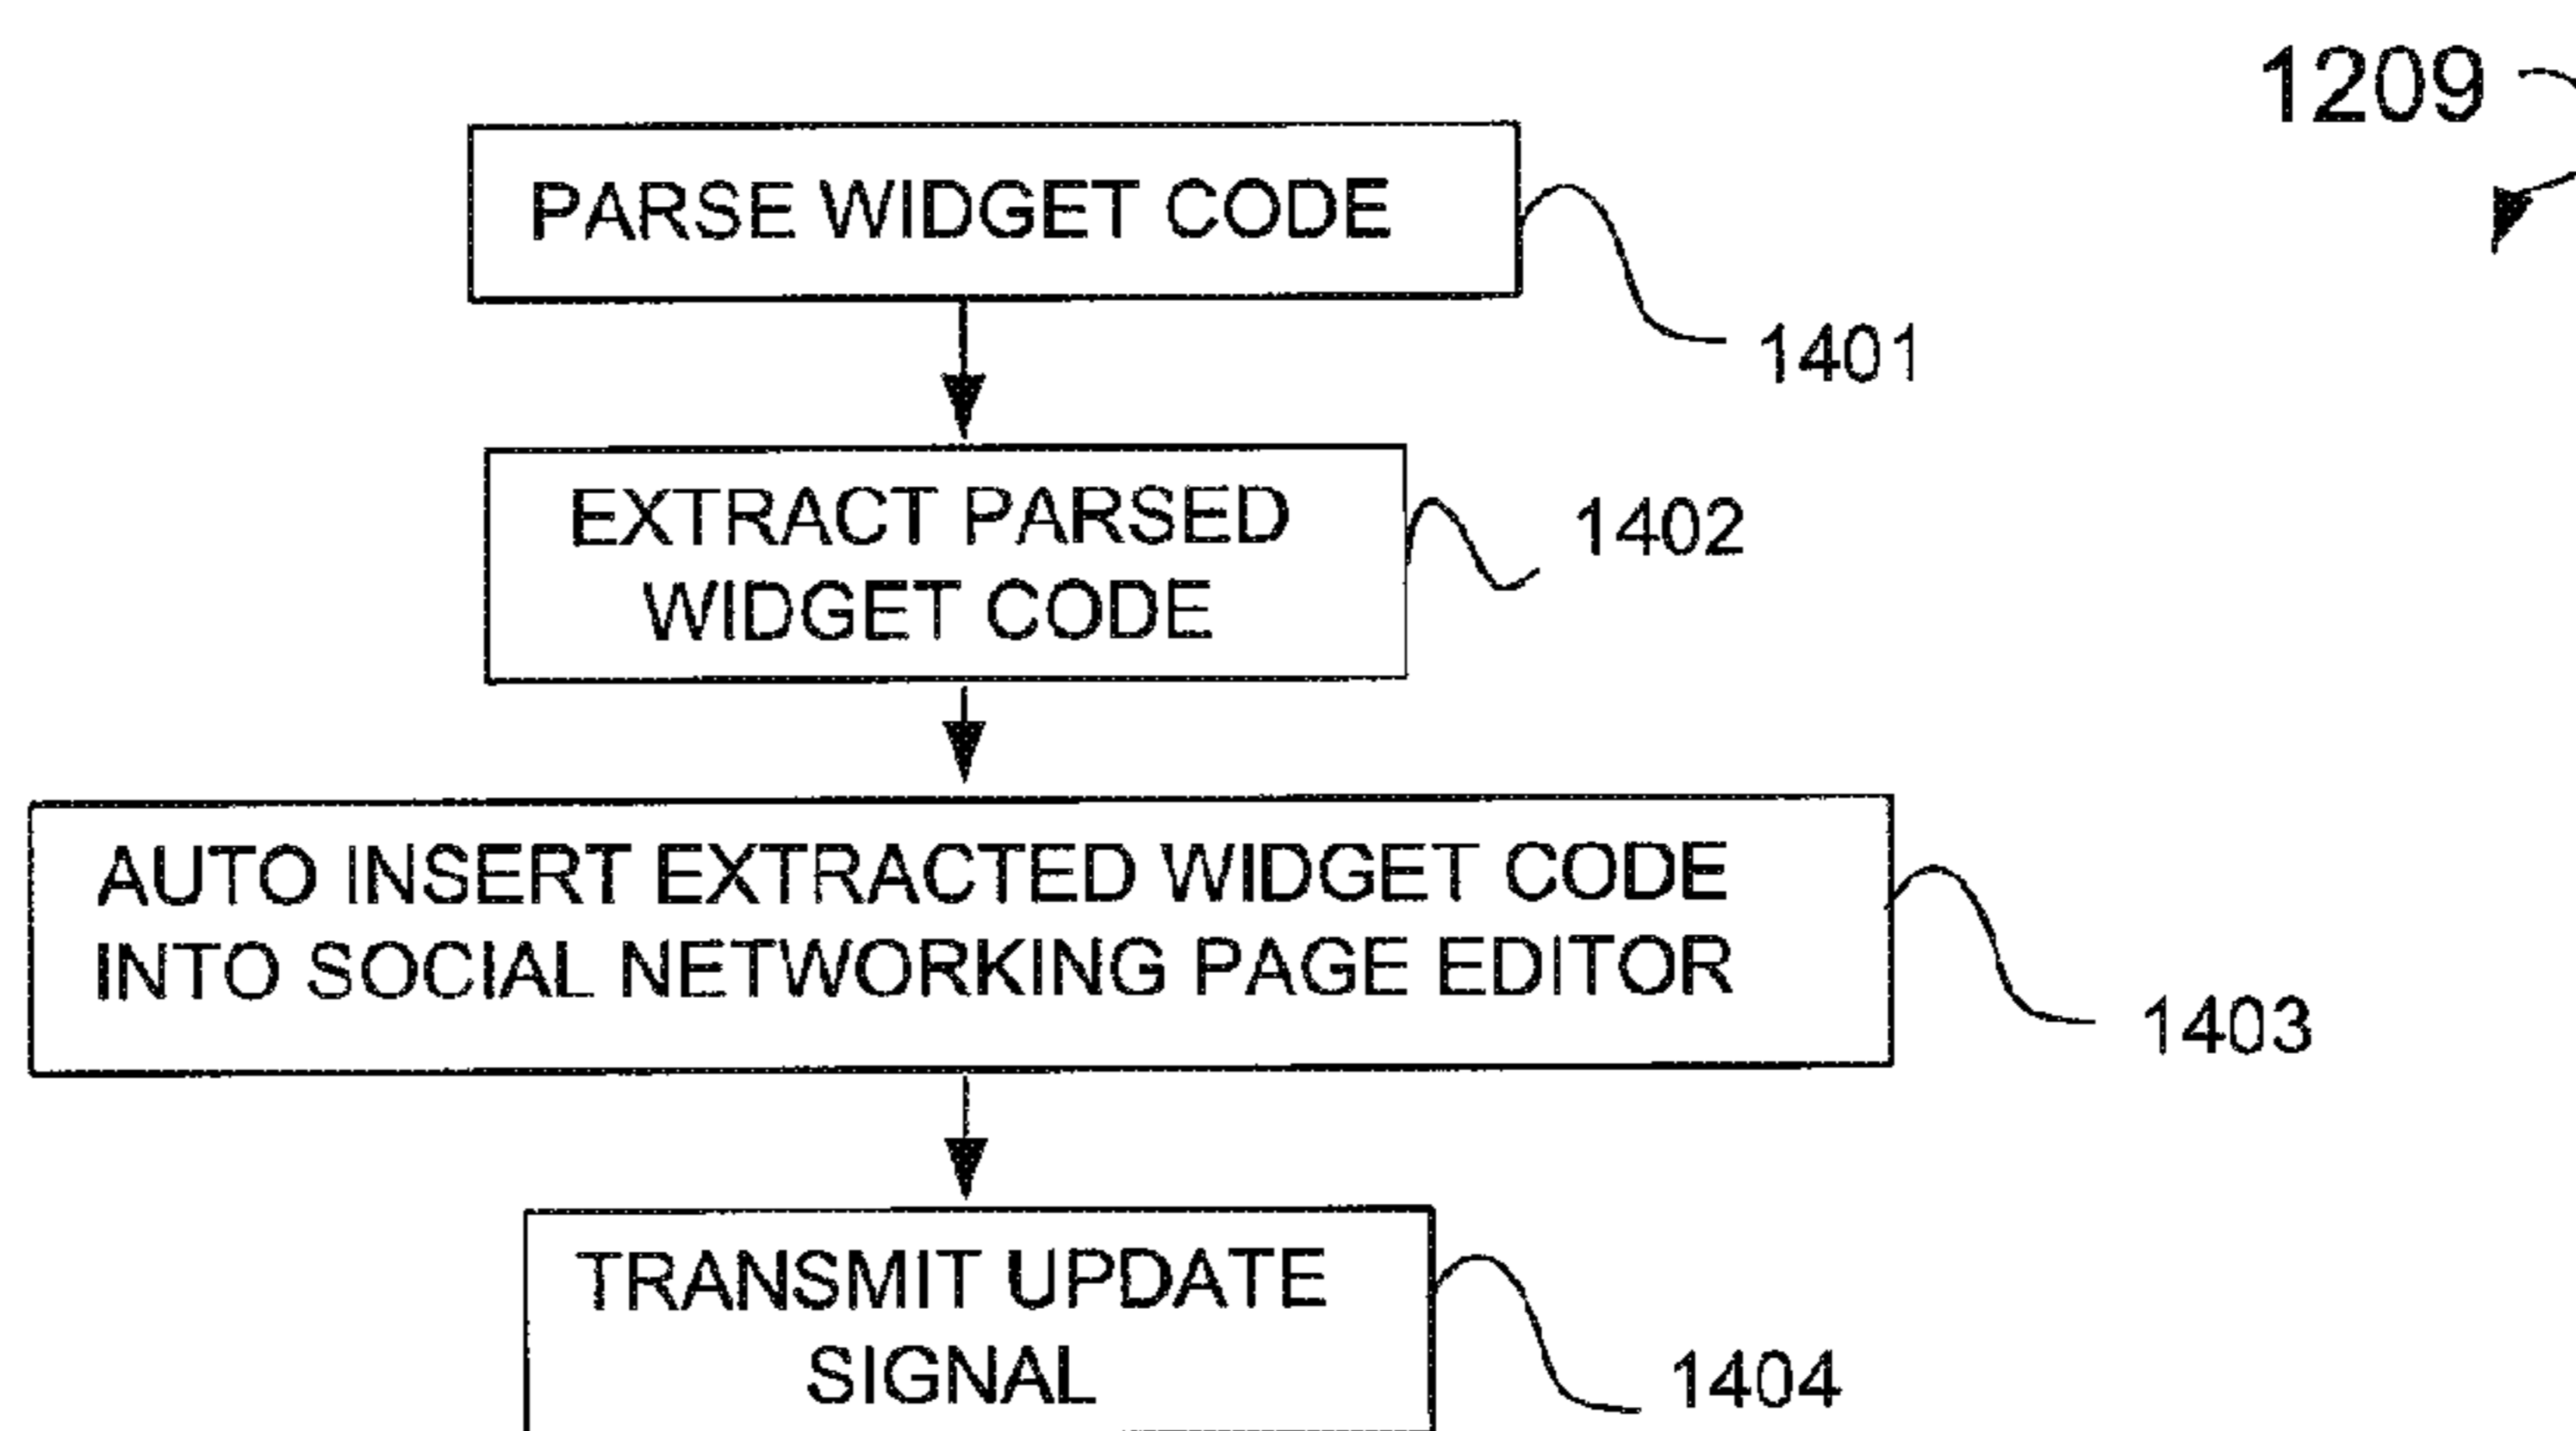 1209
PARSE WIDGET CODE
1401
EXTRACT PARSED
WIDGET CODE
1402
AUTO INSERT EXTRACTED WIDGET CODE
INTO SOCIAL NETWORKING PAGE EDITOR
1403
TRANSMIT UPDATE
SIGNAL
1404